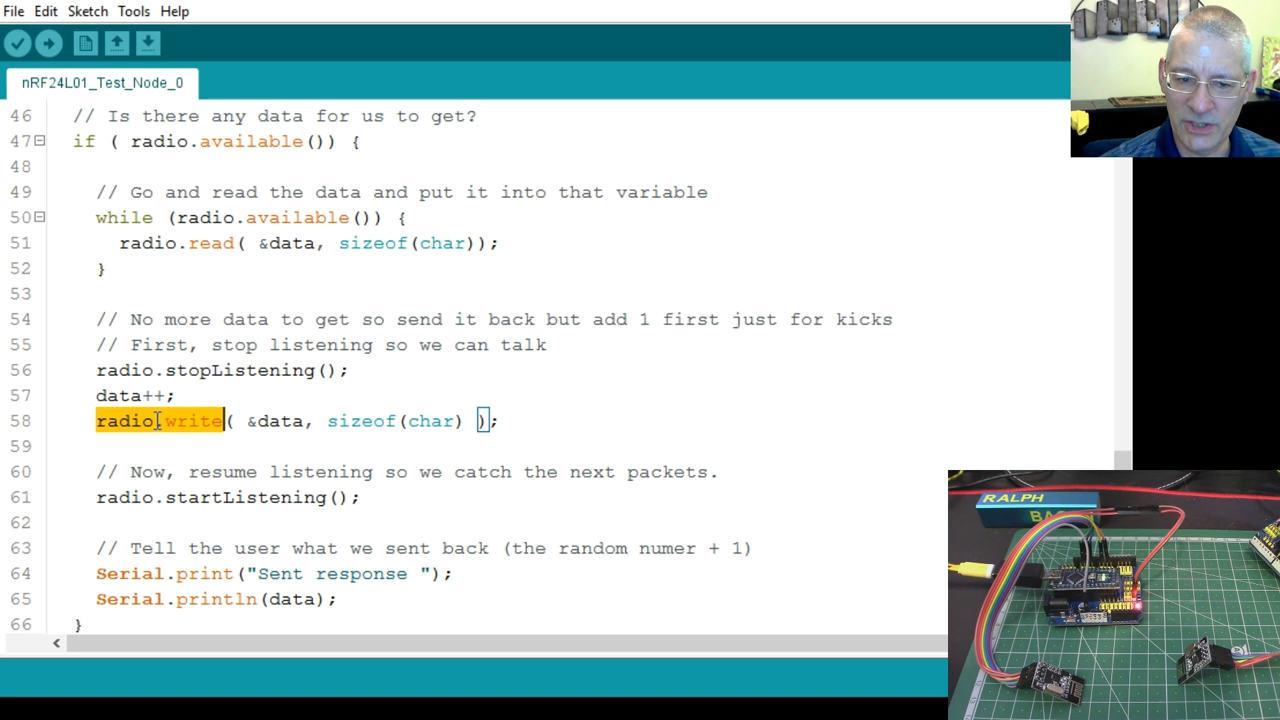 File Edit Sketch Tools Help
nRF24L01_Test_Node_0
46 // Is there any data for us to get?
47 if ( radio.available()) {
48
49 // Go and read the data and put it into that variable
50 while (radio.available()) {
51 radio.read( &data, sizeof(char));
52 }
53
54 // No more data to get so send it back but add 1 first just for kicks
55 // First, stop listening so we can talk
56 radio.stopListening();
57 data++;
58 radio.write( &data, sizeof(char) );
59
60 // Now, resume listening so we catch the next packets.
61 radio.startListening();
62
63 // Tell the user what we sent back (the random numer + 1)
64 Serial.print("Sent response ");
65 Serial.println(data);
66 }
RALPH